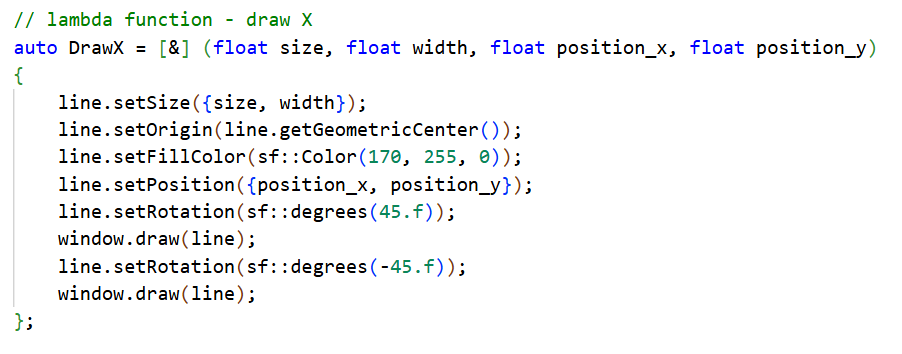 // lambda function - draw X
auto DrawX = [&] (float size, float width, float position_x, float position_y)
{
    line.setSize({size, width});
    line.setOrigin(line.getGeometricCenter());
    line.setFillColor(sf::Color(170, 255, 0));
    line.setPosition({position_x, position_y});
    line.setRotation(sf::degrees(45.f));
    window.draw(line);
    line.setRotation(sf::degrees(-45.f));
    window.draw(line);
};